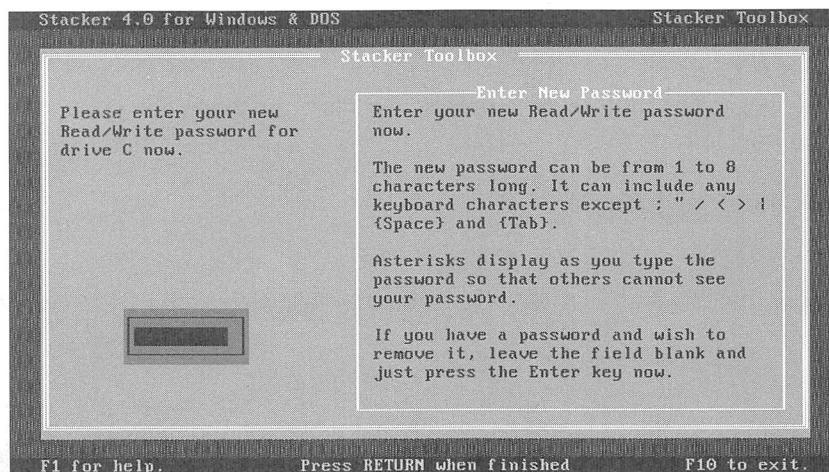 Stacker 4.0 for Windows & DOS Stacker Toolbox
Stacker Toolbox
Please enter your new
Read/Write password for
drive C now.
Enter New Password
Enter your new Read/Write password
now.
The new password can be from 1 to 8
characters long. It can include any
keyboard characters except ; " / < > |
{Space} and {Tab}.
Asterisks display as you type the
password so that others cannot see
your password.
If you have a password and wish to
remove it, leave the field blank and
just press the Enter key now.
F1 for help. Press RETURN when finished F10 to exit.